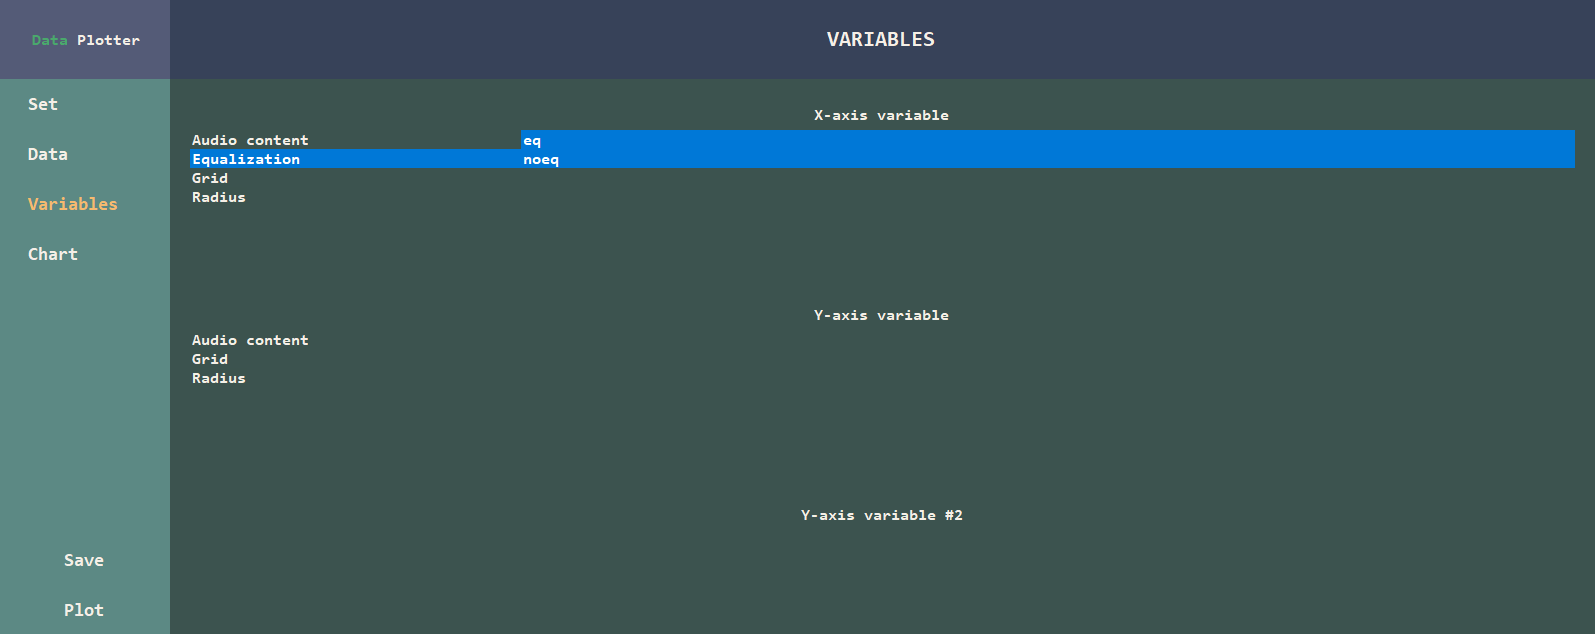 Data Plotter
VARIABLES
Set
Data
Variables
Chart
Save
Plot
X-axis variable
Audio content
Equalization
Grid
Radius
eq
noeq
Y-axis variable
Audio content
Grid
Radius
Y-axis variable #2